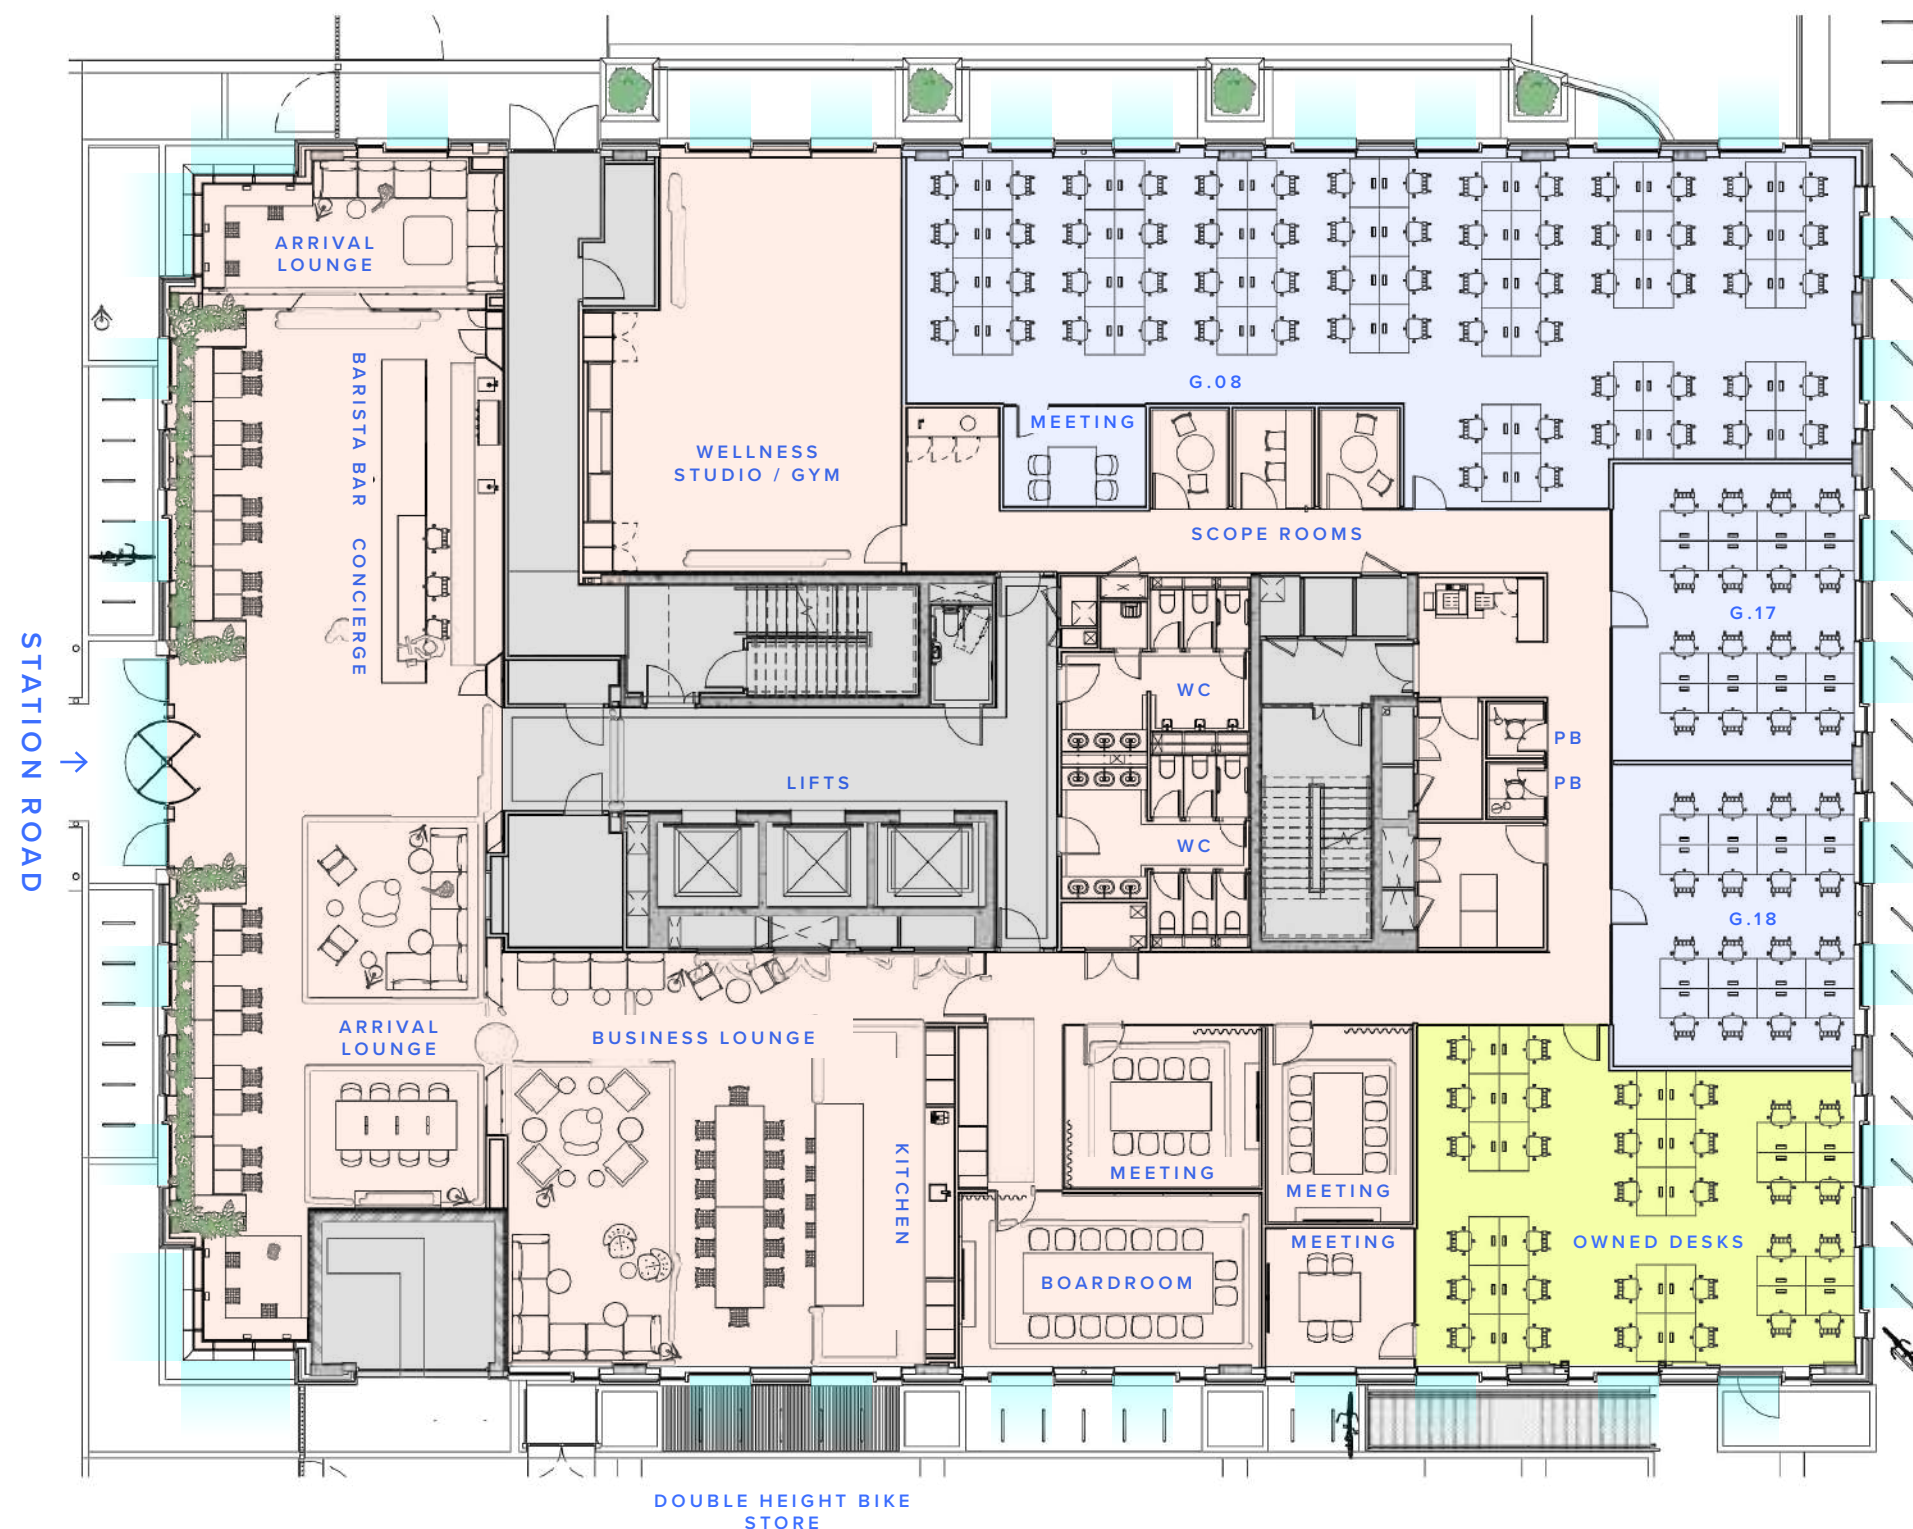 ARRIVAL
LOUNGE
BARISTA BAR
CONCIERGE
WELLNESS
STUDIO / GYM
G.08
MEETING
SCOPE ROOMS
G.17
STATION ROAD
→
WC
PB
PB
LIFTS
WC
G.18
ARRIVAL
LOUNGE
BUSINESS LOUNGE
KITCHEN
MEETING
MEETING
MEETING
BOARDROOM
OWNED DESKS
DOUBLE HEIGHT BIKE
STORE